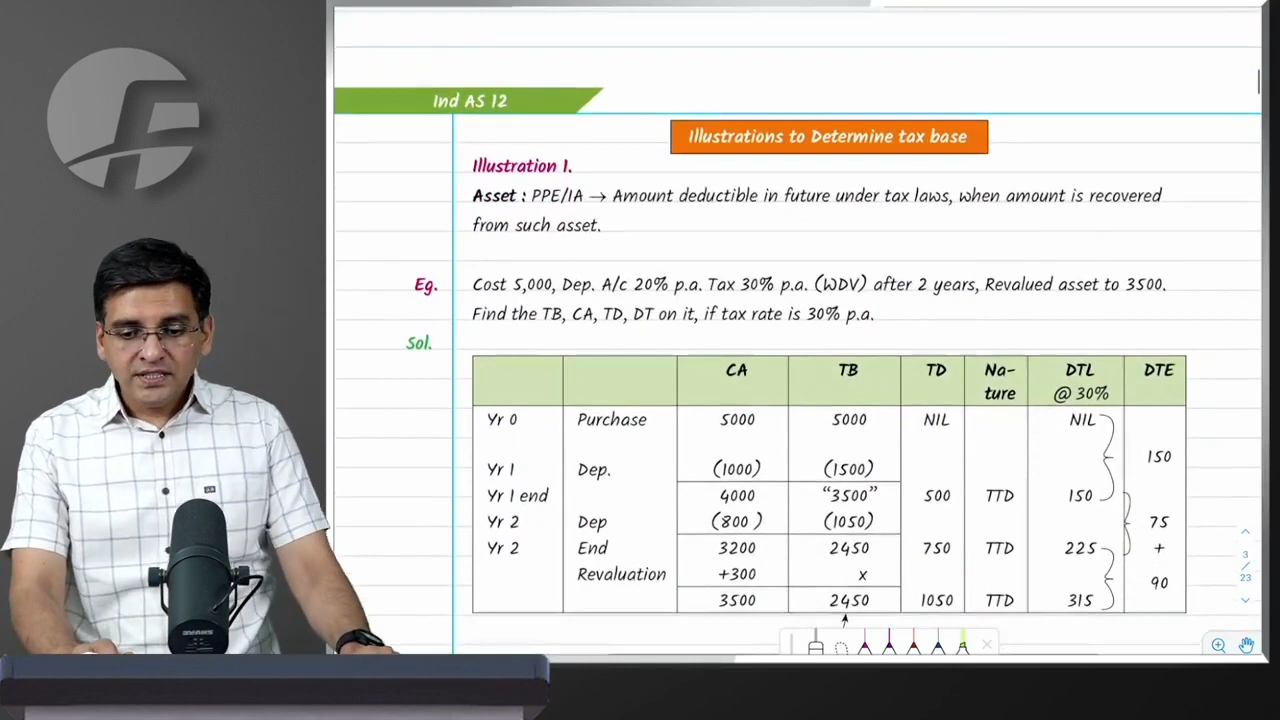 Ind AS 12
Illustrations to Determine tax base
Illustration 1.
Asset : PPE/IA → Amount deductible in future under tax laws, when amount is recovered
from such asset.
Eg. Cost 5,000, Dep. A/c 20% p.a. Tax 30% p.a. (WDV) after 2 years, Revalued asset to 3500.
Find the TB, CA, TD, DT on it, if tax rate is 30% p.a.
Sol.
CA TB TD Na- DTL DTE
ture @ 30%
Yr 0 Purchase 5000 5000 NIL NIL
150
Yr 1 Dep. (1000) (1500)
Yr 1 end 4000 “3500” 500 TTD 150
Yr 2 Dep (800 ) (1050) 75
Yr 2 End 3200 2450 750 TTD 225 +
Revaluation +300 x 90
3500 2450 1050 TTD 315
3
/
23
SHURE